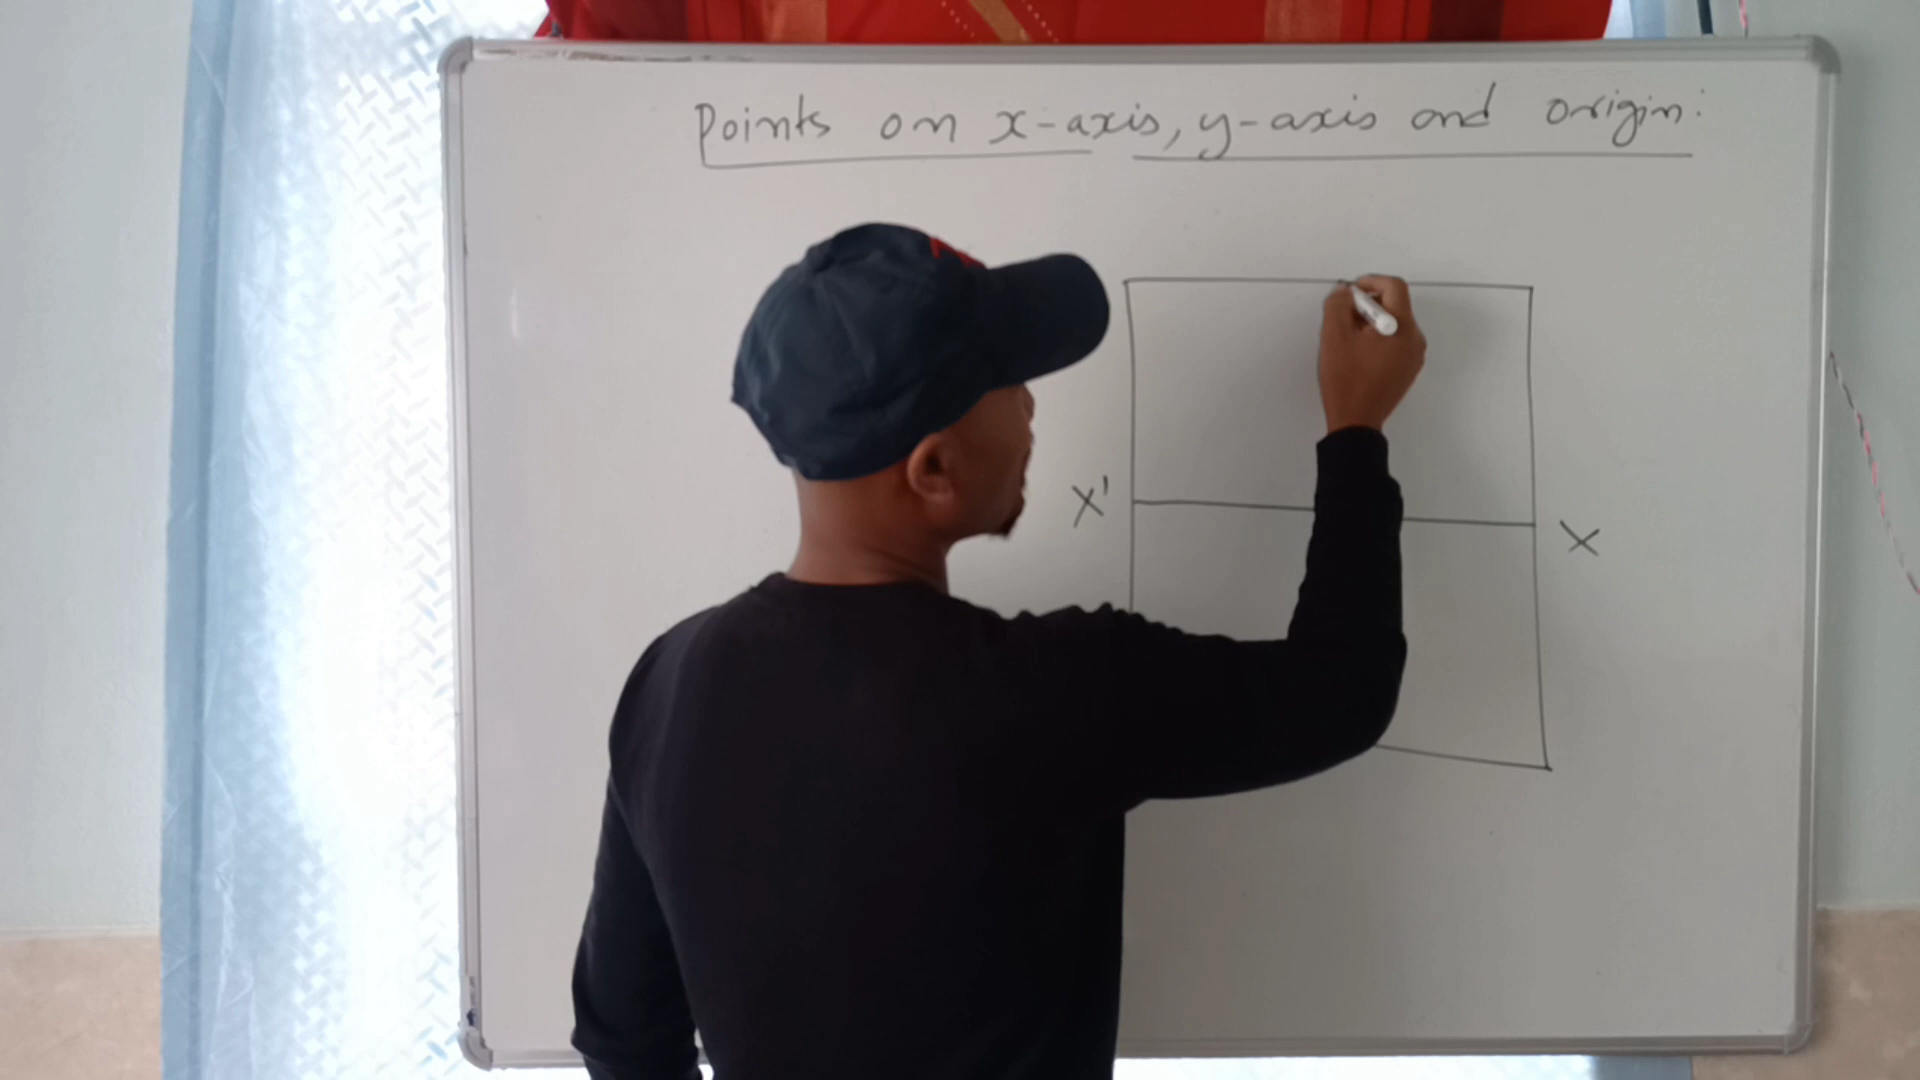 Points on x-axis, y-axis and origin:
X' X